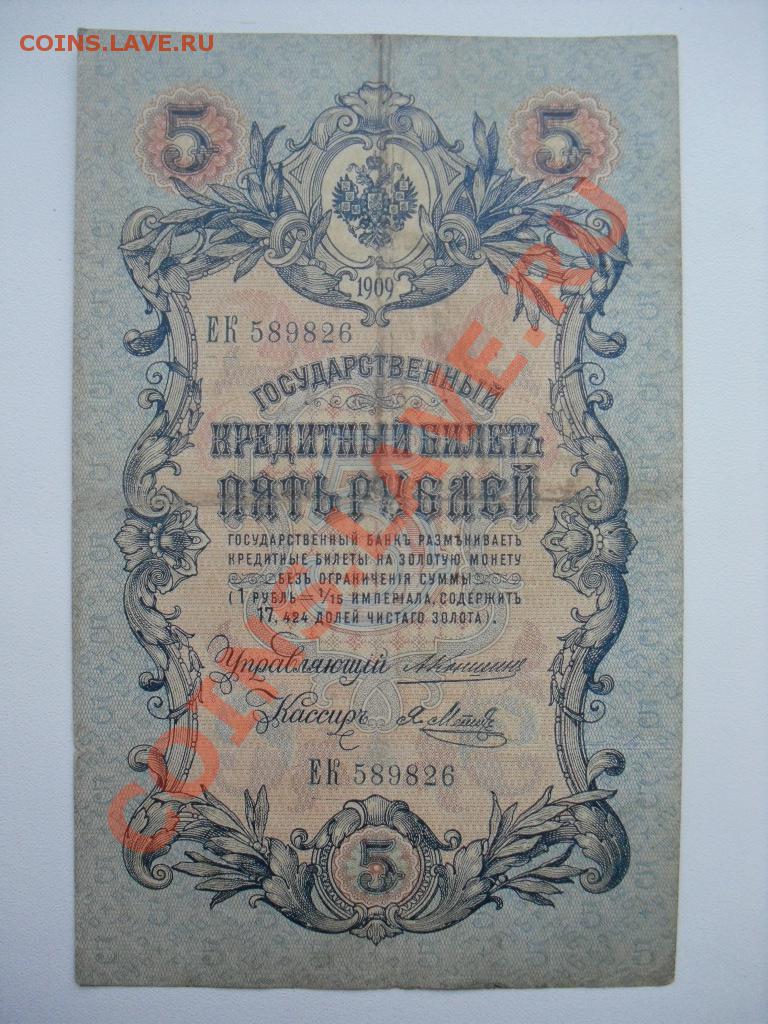 COINS.LAVE.RU
5 5
1909
ЕК 589826
ГОСУДАРСТВЕННЫЙ
КРЕДИТНЫЙ БИЛЕТЪ
ПЯТЬ РУБЛЕЙ
ГОСУДАРСТВЕННЫЙ БАНКЪ РАЗМѢНИВАЕТЪ
КРЕДИТНЫЕ БИЛЕТЫ НА ЗОЛОТУЮ МОНЕТУ
БЕЗЪ ОГРАНИЧЕНІЯ СУММЫ
(1 РУБЛЬ = 1/15 ИМПЕРІАЛА, СОДЕРЖИТЪ
17,424 ДОЛЕЙ ЧИСТАГО ЗОЛОТА).
Управляющій АКоншинъ
Кассиръ Я. Метцъ
ЕК 589826
5
COINS.LAVE.RU